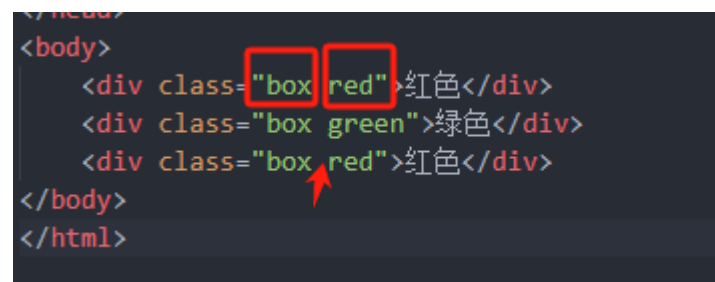 </head>
<body>
<div class="box red">红色</div>
<div class="box green">绿色</div>
<div class="box red">红色</div>
</body>
</html>